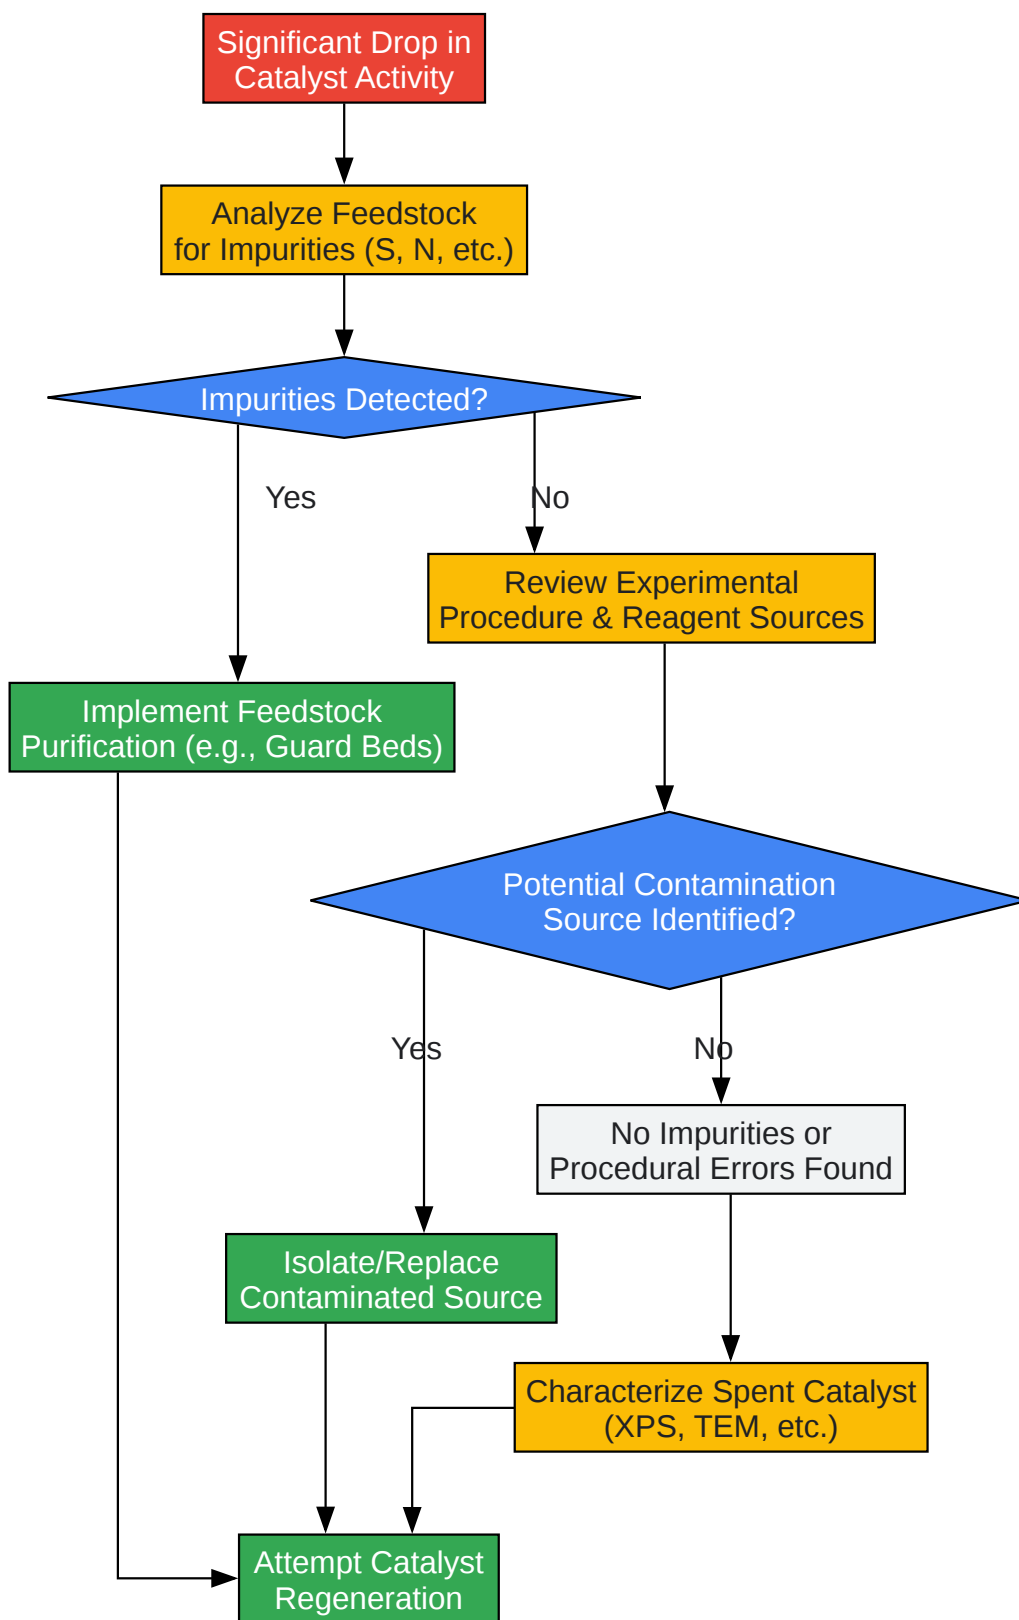 Significant Drop in
Catalyst Activity
Analyze Feedstock
for Impurities (S, N, etc.)
Impurities Detected?
Yes
No
Review Experimental
Procedure & Reagent Sources
Implement Feedstock
Purification (e.g., Guard Beds)
Potential Contamination
Source Identified?
Yes
No
No Impurities or
Procedural Errors Found
Isolate/Replace
Contaminated Source
Characterize Spent Catalyst
(XPS, TEM, etc.)
Attempt Catalyst
Regeneration